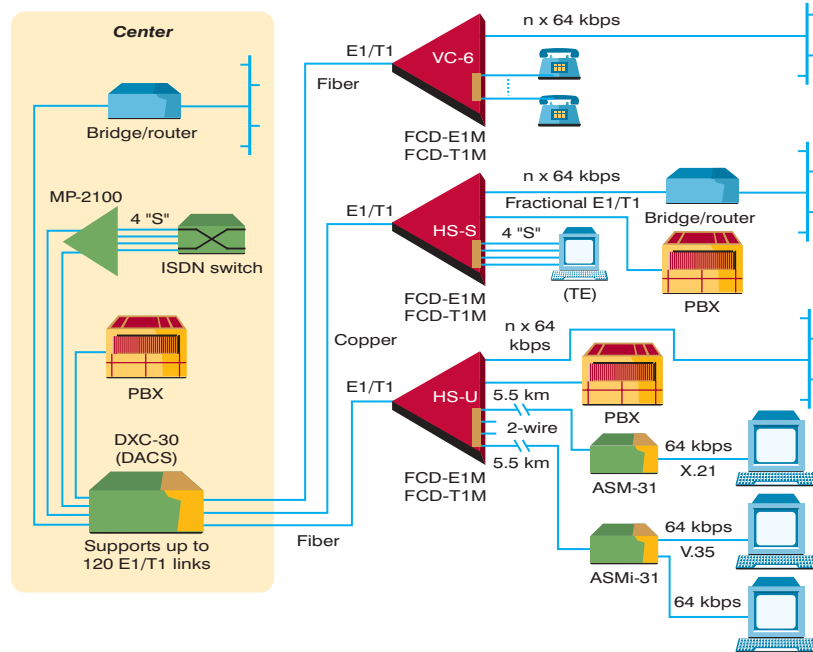 Center
Bridge/router
MP-2100
4 "S"
ISDN switch
PBX
DXC-30
(DACS)
Supports up to
120 E1/T1 links
E1/T1
Fiber
VC-6
n x 64 kbps
FCD-E1M
FCD-T1M
E1/T1
HS-S
n x 64 kbps
Fractional E1/T1
Bridge/router
4 "S"
(TE)
PBX
FCD-E1M
FCD-T1M
Copper
E1/T1
Fiber
HS-U
n x 64
kbps
PBX
5.5 km
2-wire
5.5 km
FCD-E1M
FCD-T1M
ASM-31
64 kbps
X.21
ASMi-31
64 kbps
V.35
64 kbps